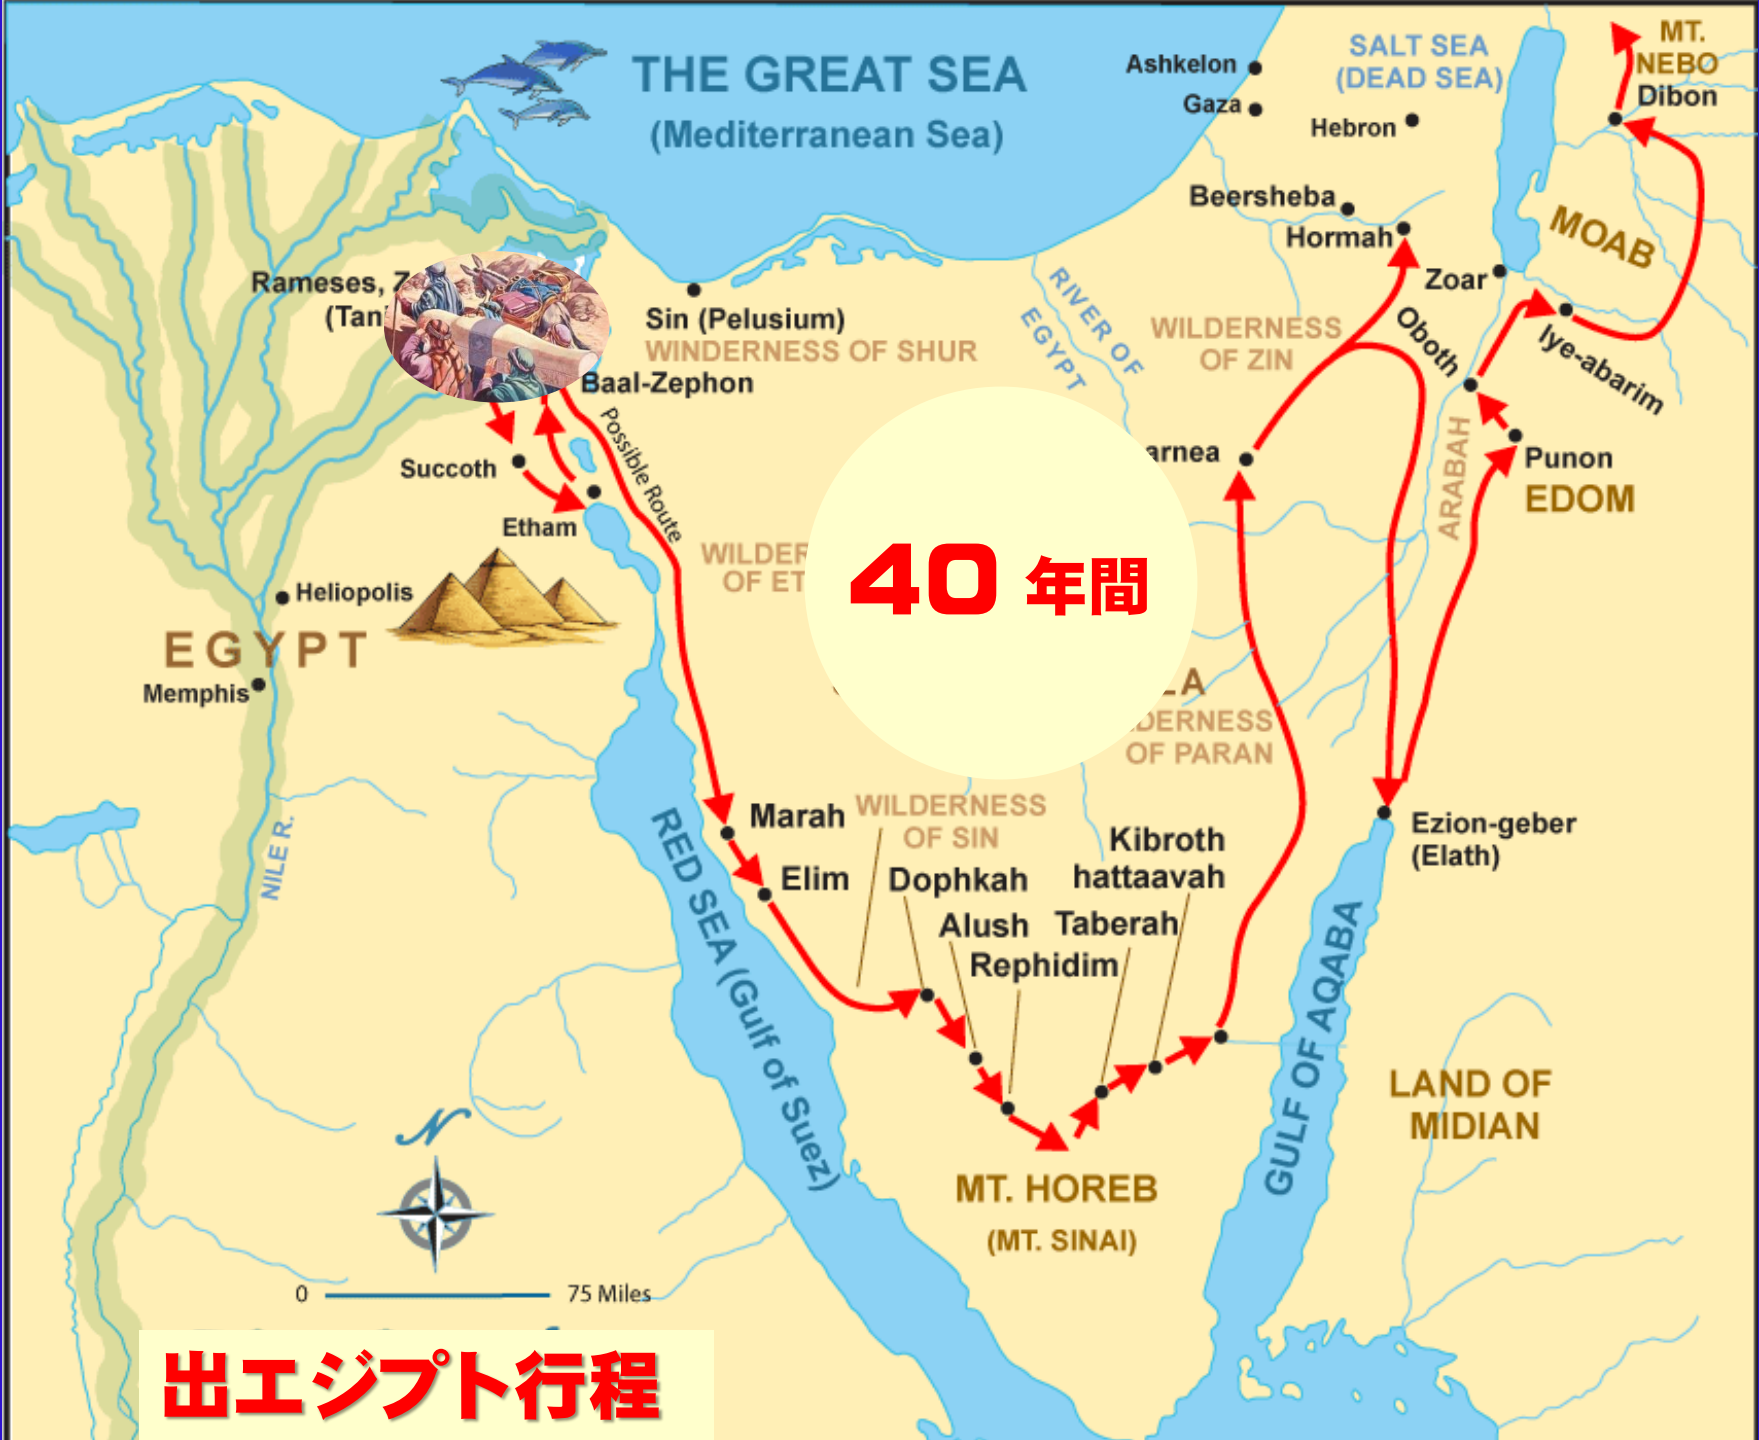 THE GREAT SEA
(Mediterranean Sea)
Ashkelon
Gaza
SALT SEA
(DEAD SEA)
Hebron
MT.
NEBO
Dibon
Beersheba
Hormah
MOAB
Zoar
Rameses, Z
(Tan
Sin (Pelusium)
WINDERNESS OF SHUR
Baal-Zephon
RIVER OF
EGYPT
WILDERNESS
OF ZIN
Oboth
Iye-abarim
Possible Route
Succoth
Etham
arnea
ARABAH
Punon
EDOM
WILDER
OF ET
40 年間
Heliopolis
EGYPT
Memphis
LA
DERNESS
OF PARAN
NILE R.
Marah
WILDERNESS
OF SIN
Elim
Dophkah
Kibroth
hattaavah
Alush
Taberah
Rephidim
Ezion-geber
(Elath)
RED SEA (Gulf of Suez)
GULF OF AQABA
LAND OF
MIDIAN
N
MT. HOREB
(MT. SINAI)
0 75 Miles
出エジプト行程